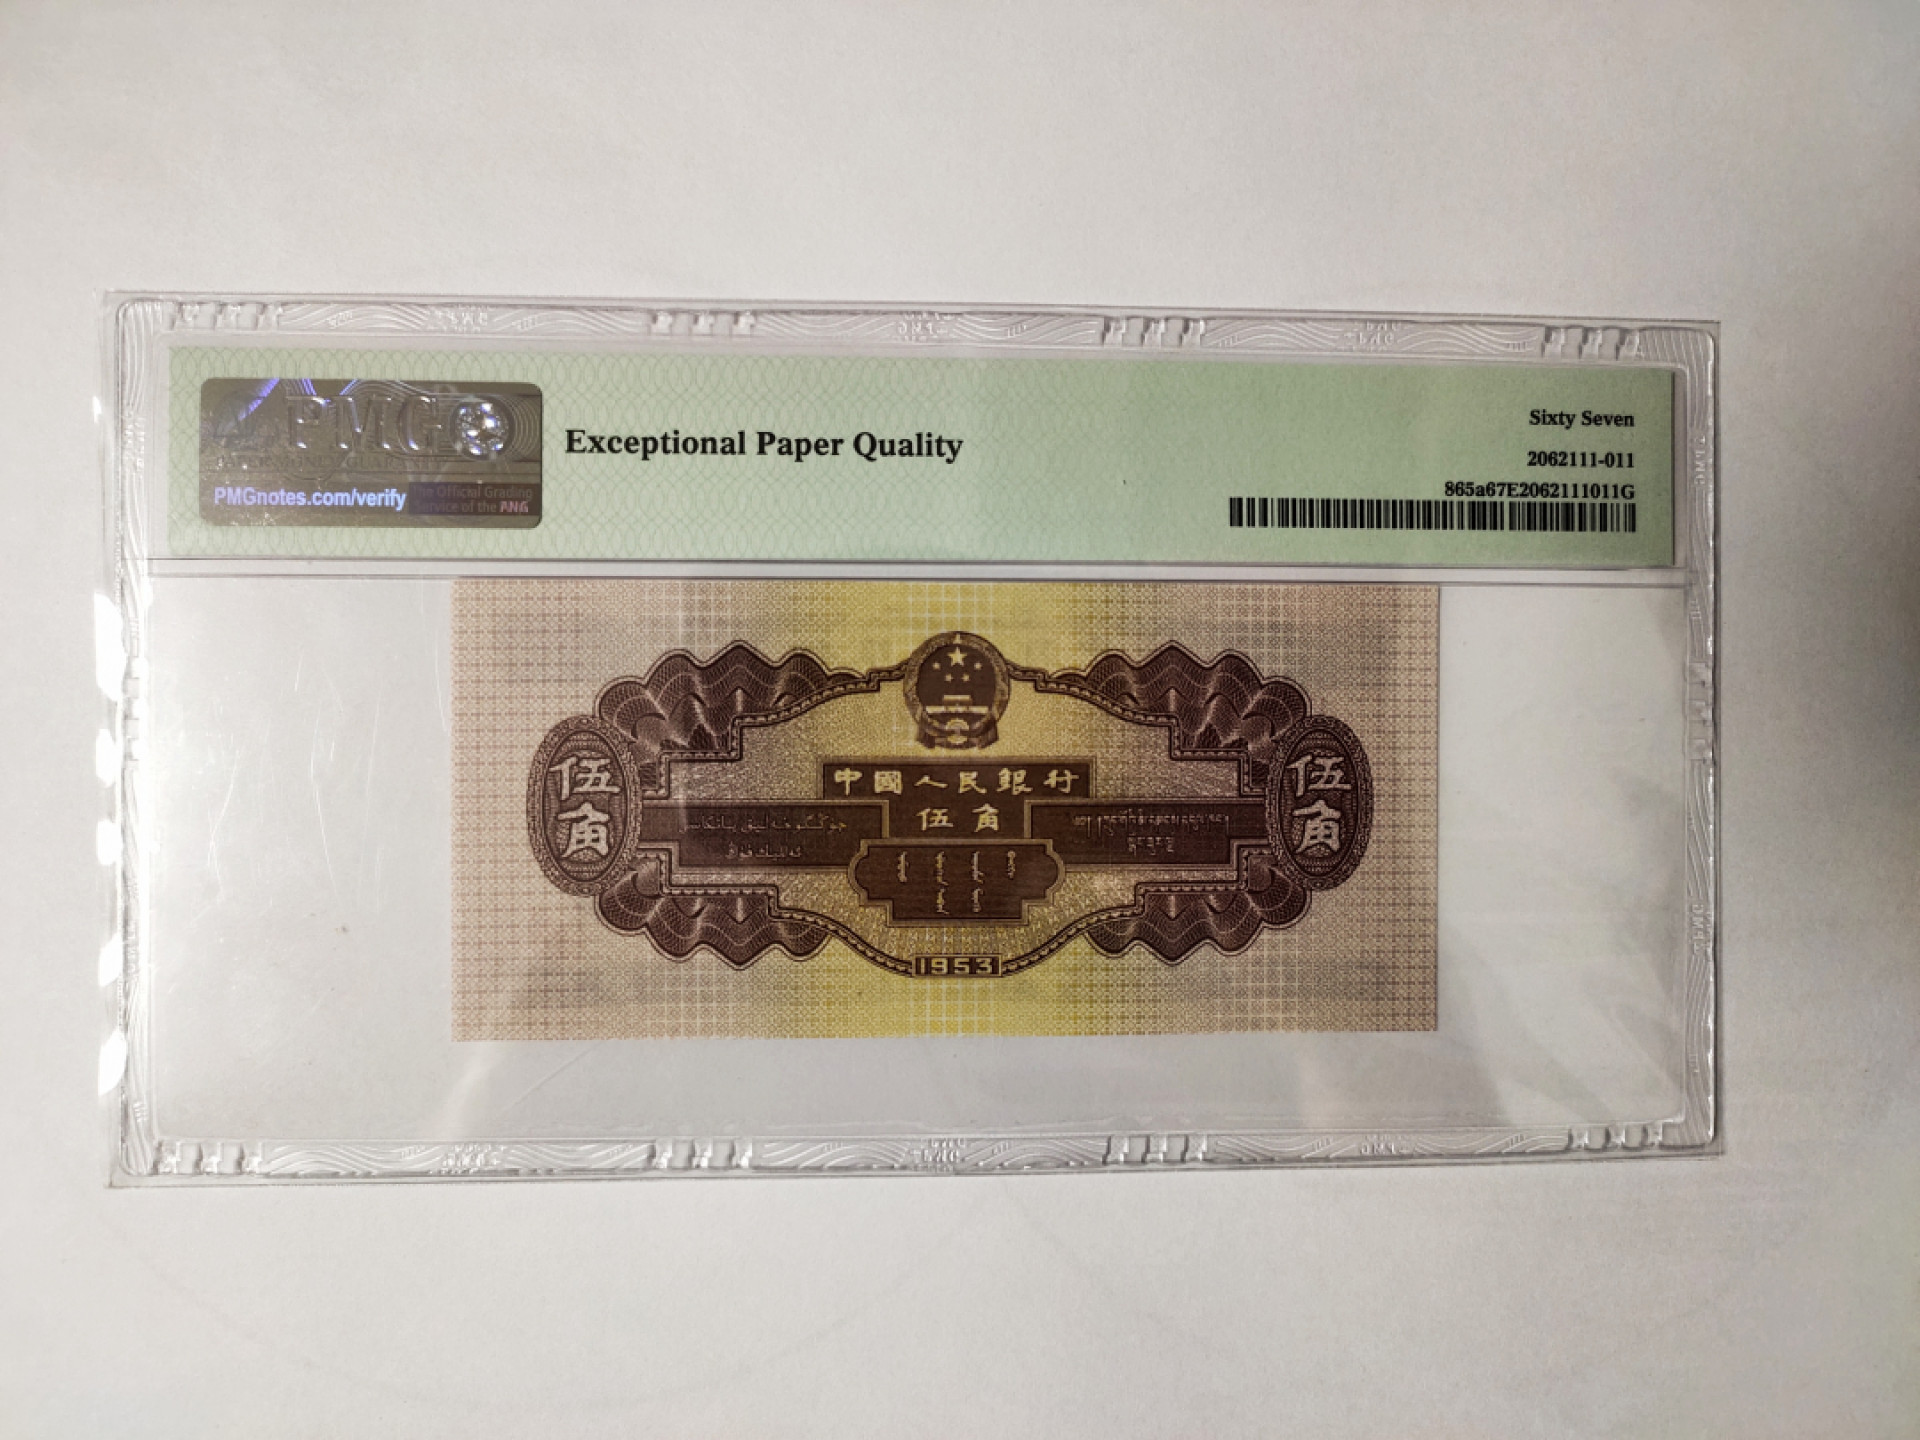 PMG
PMGnotes.com/verify
The Official Grading
Service of the ANA
Exceptional Paper Quality
Sixty Seven
2062111-011
865a67E2062111011G
中國人民銀行
伍角
伍角
伍角
1953